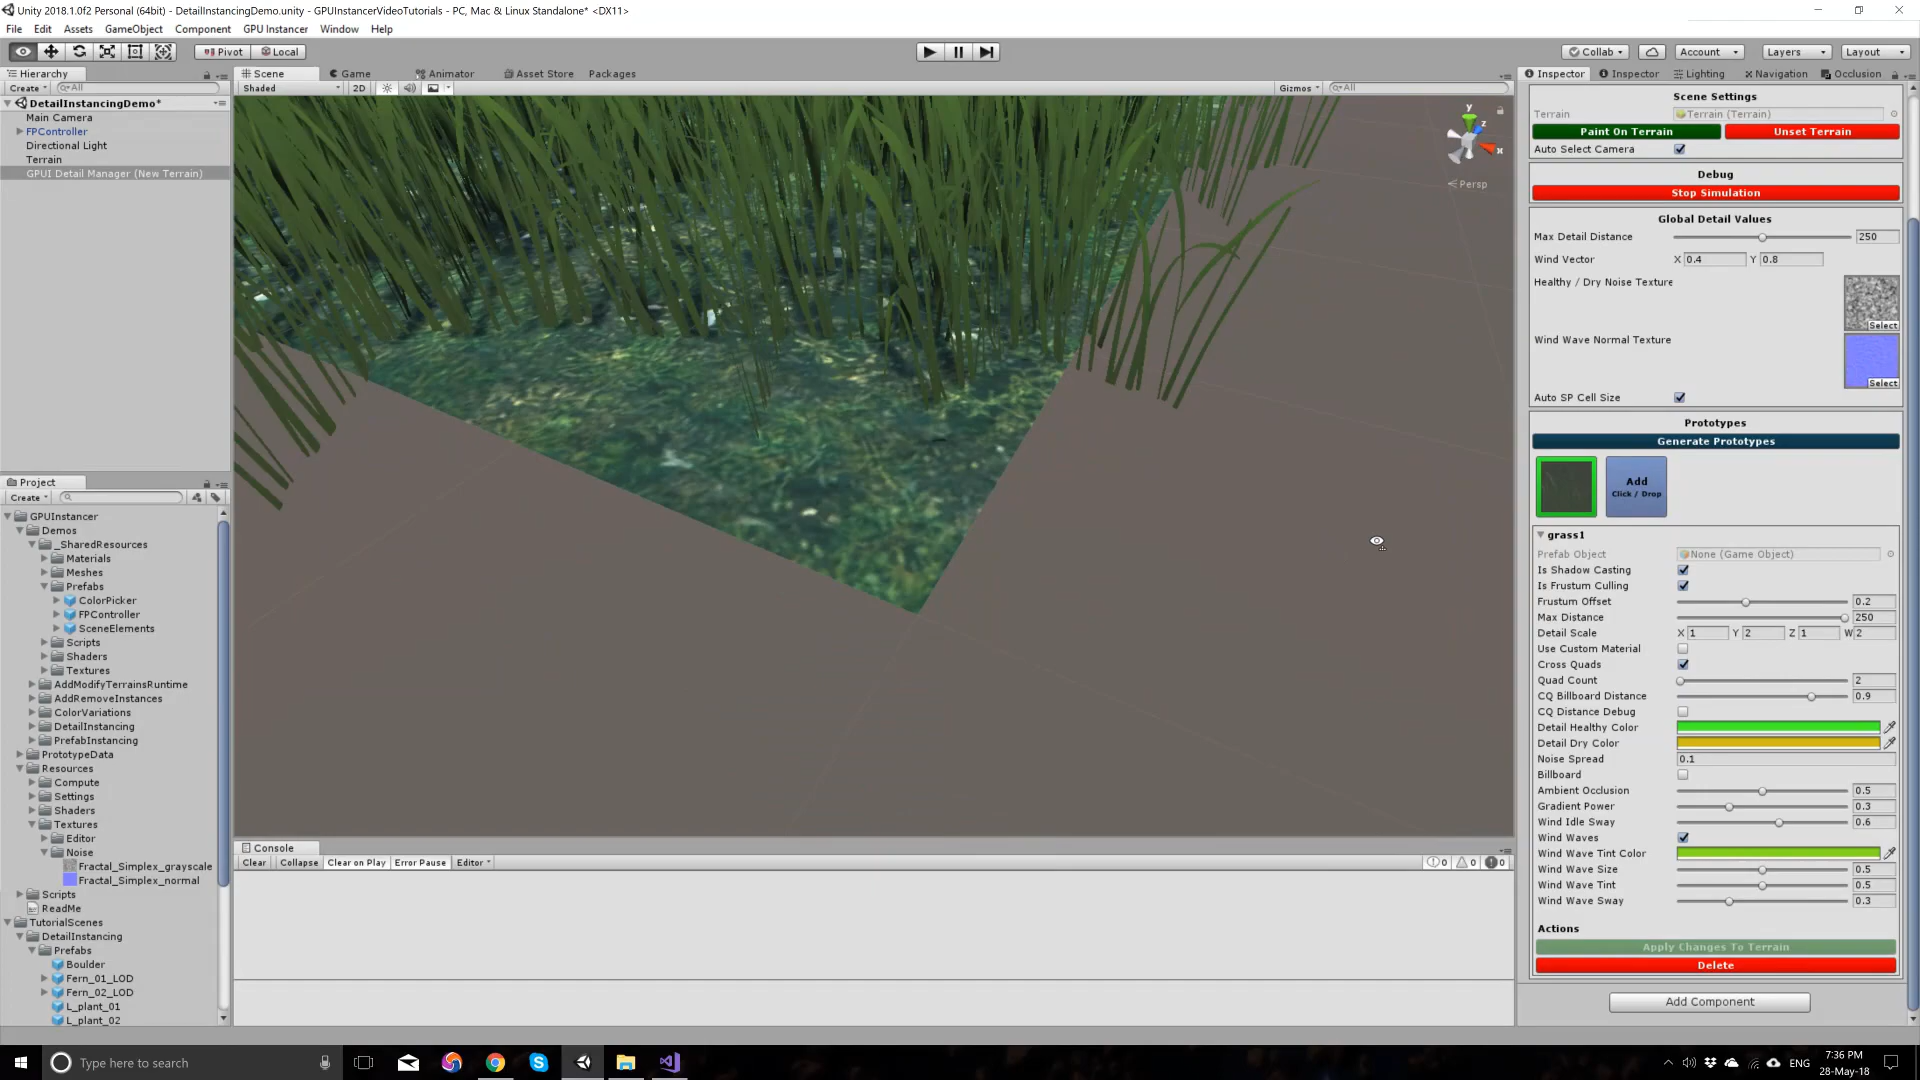 Unity 2018.1.0f2 Personal (64bit) - DetailInstancingDemo.unity - GPUInstancerVideoTutorials - PC, Mac & Linux Standalone* <DX11>
File Edit Assets GameObject Component GPU Instancer Window Help
Pivot Local Collab Account Layers Layout
Hierarchy
Create All
DetailInstancingDemo*
Main Camera
FPController
Directional Light
Terrain
GPUI Detail Manager (New Terrain)
Project
Create
GPUInstancer
Demos
_SharedResources
Materials
Meshes
Prefabs
ColorPicker
FPController
SceneElements
Scripts
Shaders
Textures
AddModifyTerrainsRuntime
AddRemoveInstances
ColorVariations
DetailInstancing
PrefabInstancing
PrototypeData
Resources
Compute
Settings
Shaders
Textures
Editor
Noise
Fractal_Simplex_grayscale
Fractal_Simplex_normal
Scripts
ReadMe
TutorialScenes
DetailInstancing
Prefabs
Boulder
Fern_01_LOD
Fern_02_LOD
L_plant_01
L_plant_02
Scene Game Animator Asset Store Packages
Shaded 2D Gizmos All
y
z
x
Persp
Console
Clear Collapse Clear on Play Error Pause Editor 0 0 0
Inspector Inspector Lighting Navigation Occlusion
Scene Settings
Terrain Terrain (Terrain)
Paint On Terrain Unset Terrain
Auto Select Camera
Debug
Stop Simulation
Global Detail Values
Max Detail Distance 250
Wind Vector X 0.4 Y 0.8
Healthy / Dry Noise Texture
Select
Wind Wave Normal Texture
Select
Auto SP Cell Size
Prototypes
Generate Prototypes
Add
Click / Drop
grass1
Prefab Object None (Game Object)
Is Shadow Casting
Is Frustum Culling
Frustum Offset 0.2
Max Distance 250
Detail Scale X 1 Y 2 Z 1 W 2
Use Custom Material
Cross Quads
Quad Count 2
CQ Billboard Distance 0.9
CQ Distance Debug
Detail Healthy Color
Detail Dry Color
Noise Spread 0.1
Billboard
Ambient Occlusion 0.5
Gradient Power 0.3
Wind Idle Sway 0.6
Wind Waves
Wind Wave Tint Color
Wind Wave Size 0.5
Wind Wave Tint 0.5
Wind Wave Sway 0.3
Actions
Apply Changes To Terrain
Delete
Add Component
Type here to search
ENG
7:36 PM
28-May-18